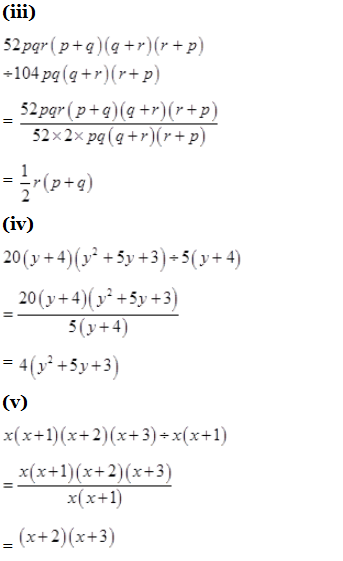 (iii)
52pqr(p+q)(q+r)(r+p)
÷104pq(q+r)(r+p)
= 52pqr(p+q)(q+r)(r+p) / 52×2×pq(q+r)(r+p)
= 1/2 r(p+q)
(iv)
20(y+4)(y²+5y+3)÷5(y+4)
= 20(y+4)(y²+5y+3) / 5(y+4)
= 4(y²+5y+3)
(v)
x(x+1)(x+2)(x+3)÷x(x+1)
= x(x+1)(x+2)(x+3) / x(x+1)
= (x+2)(x+3)